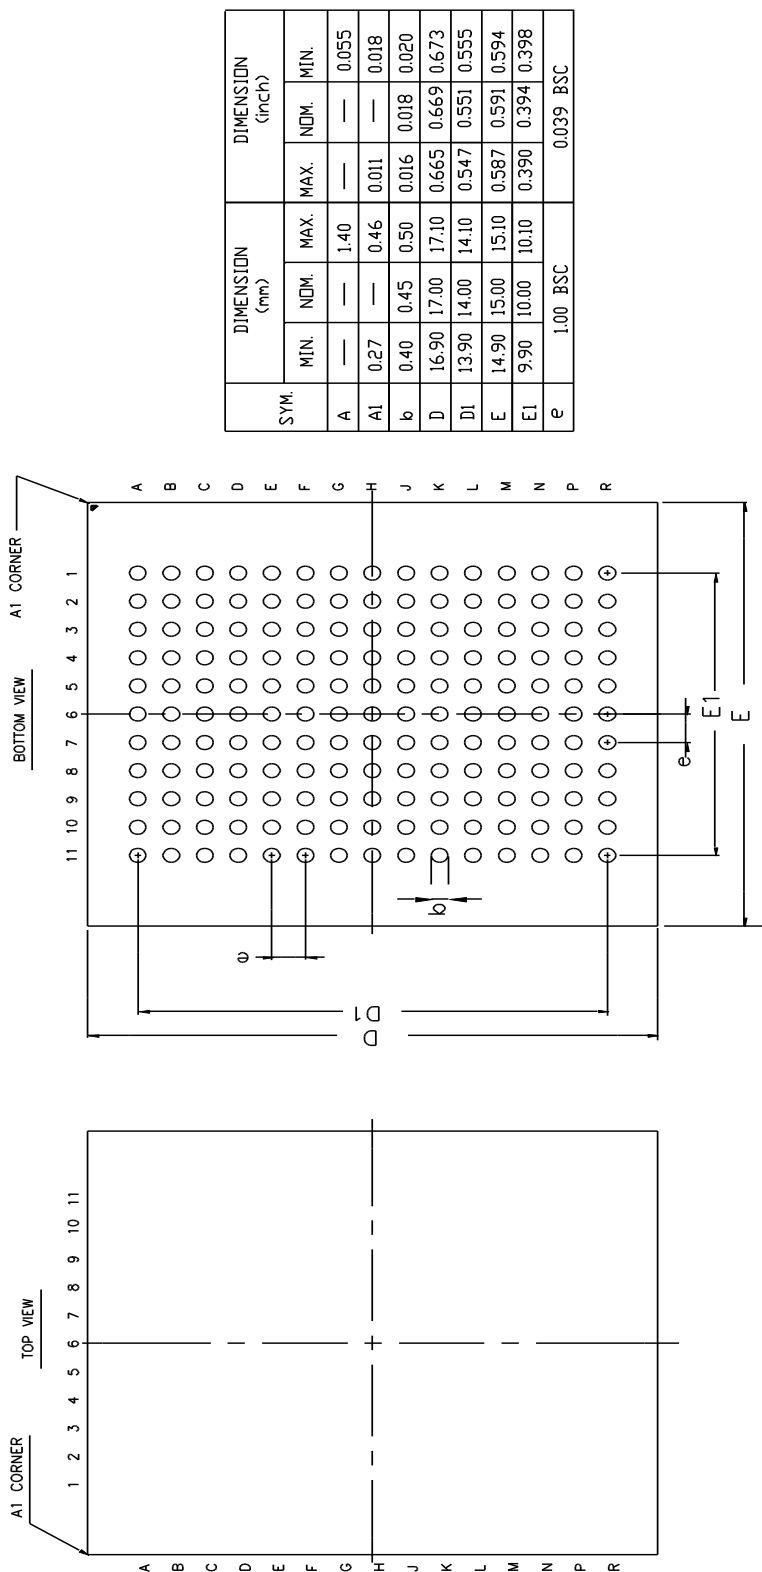 TOP VIEW
A1 CORNER
1 2 3 4 5 6 7 8 9 10 11
A
B
C
D
E
F
G
H
J
K
L
M
N
P
R
BOTTOM VIEW
A1 CORNER
11 10 9 8 7 6 5 4 3 2 1
A
B
C
D
E
F
G
H
J
K
L
M
N
P
R
e
D1
D
b
e
E1
E
SYM. DIMENSION (mm) DIMENSION (inch)
MIN. NOM. MAX. MAX. NOM. MIN.
A — — 1.40 — — 0.055
A1 0.27 — 0.46 0.011 — 0.018
b 0.40 0.45 0.50 0.016 0.018 0.020
D 16.90 17.00 17.10 0.665 0.669 0.673
D1 13.90 14.00 14.10 0.547 0.551 0.555
E 14.90 15.00 15.10 0.587 0.591 0.594
E1 9.90 10.00 10.10 0.390 0.394 0.398
e 1.00 BSC 0.039 BSC